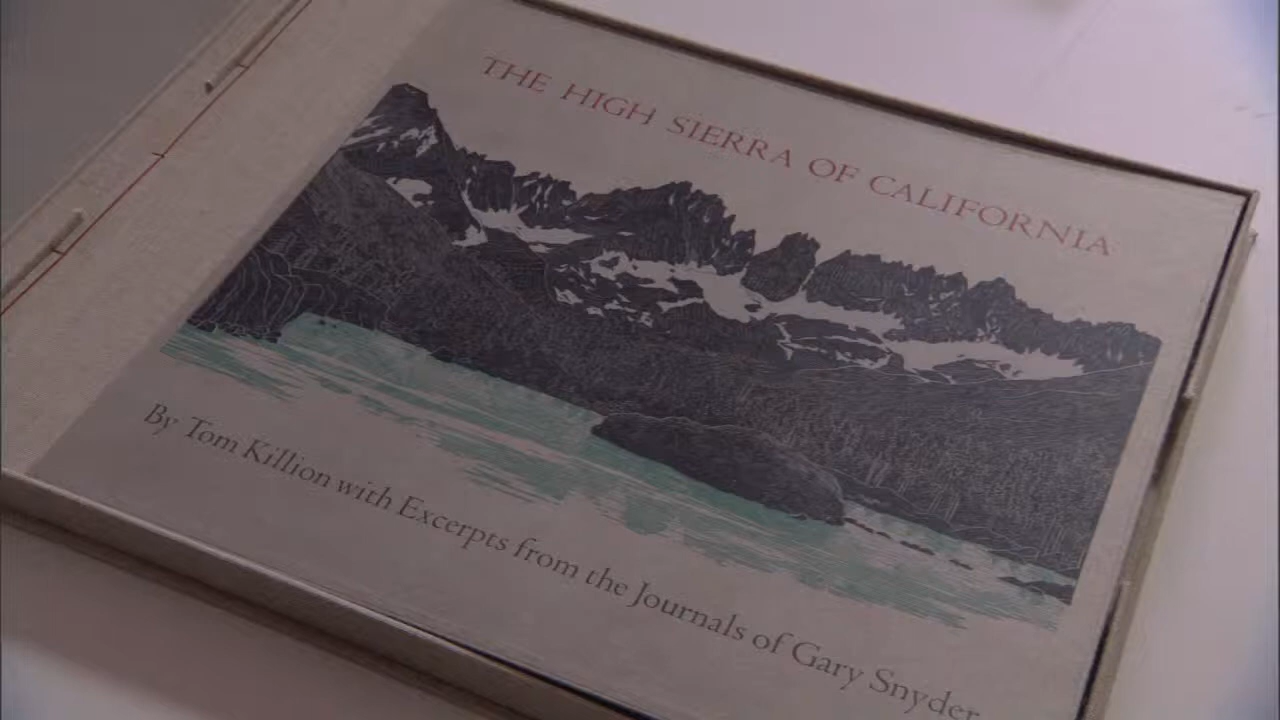 THE HIGH SIERRA OF CALIFORNIA
By Tom Killion with Excerpts from the Journals of Gary Snyder